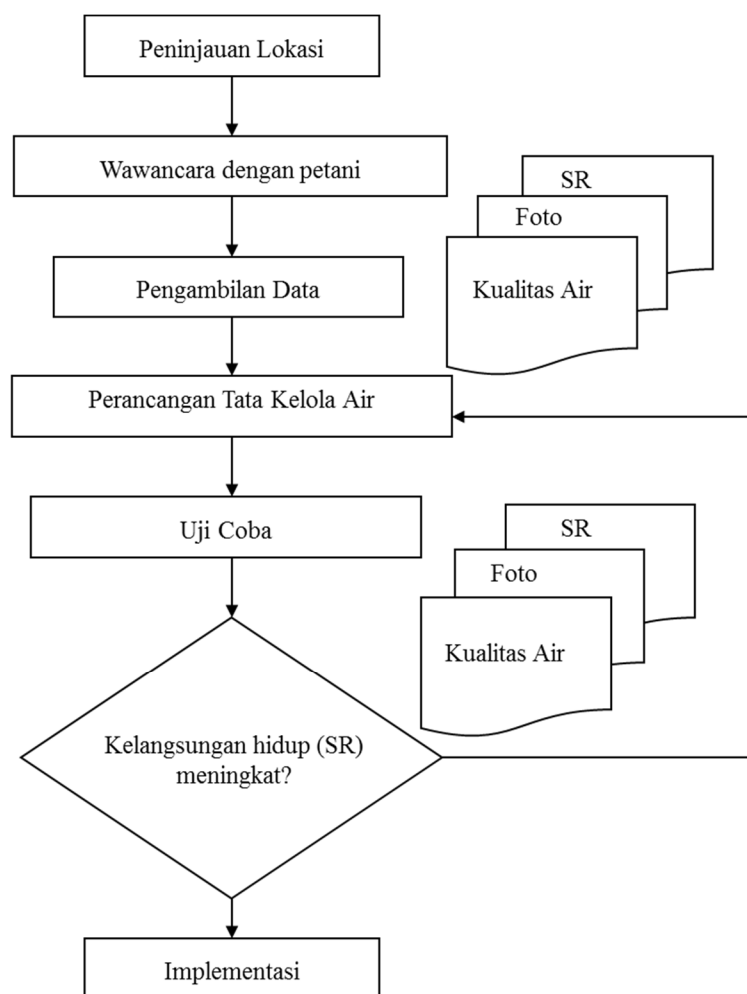 Peninjauan Lokasi
Wawancara dengan petani
SR
Foto
Kualitas Air
Pengambilan Data
Perancangan Tata Kelola Air
Uji Coba
SR
Foto
Kualitas Air
Kelangsungan hidup (SR)
meningkat?
Implementasi